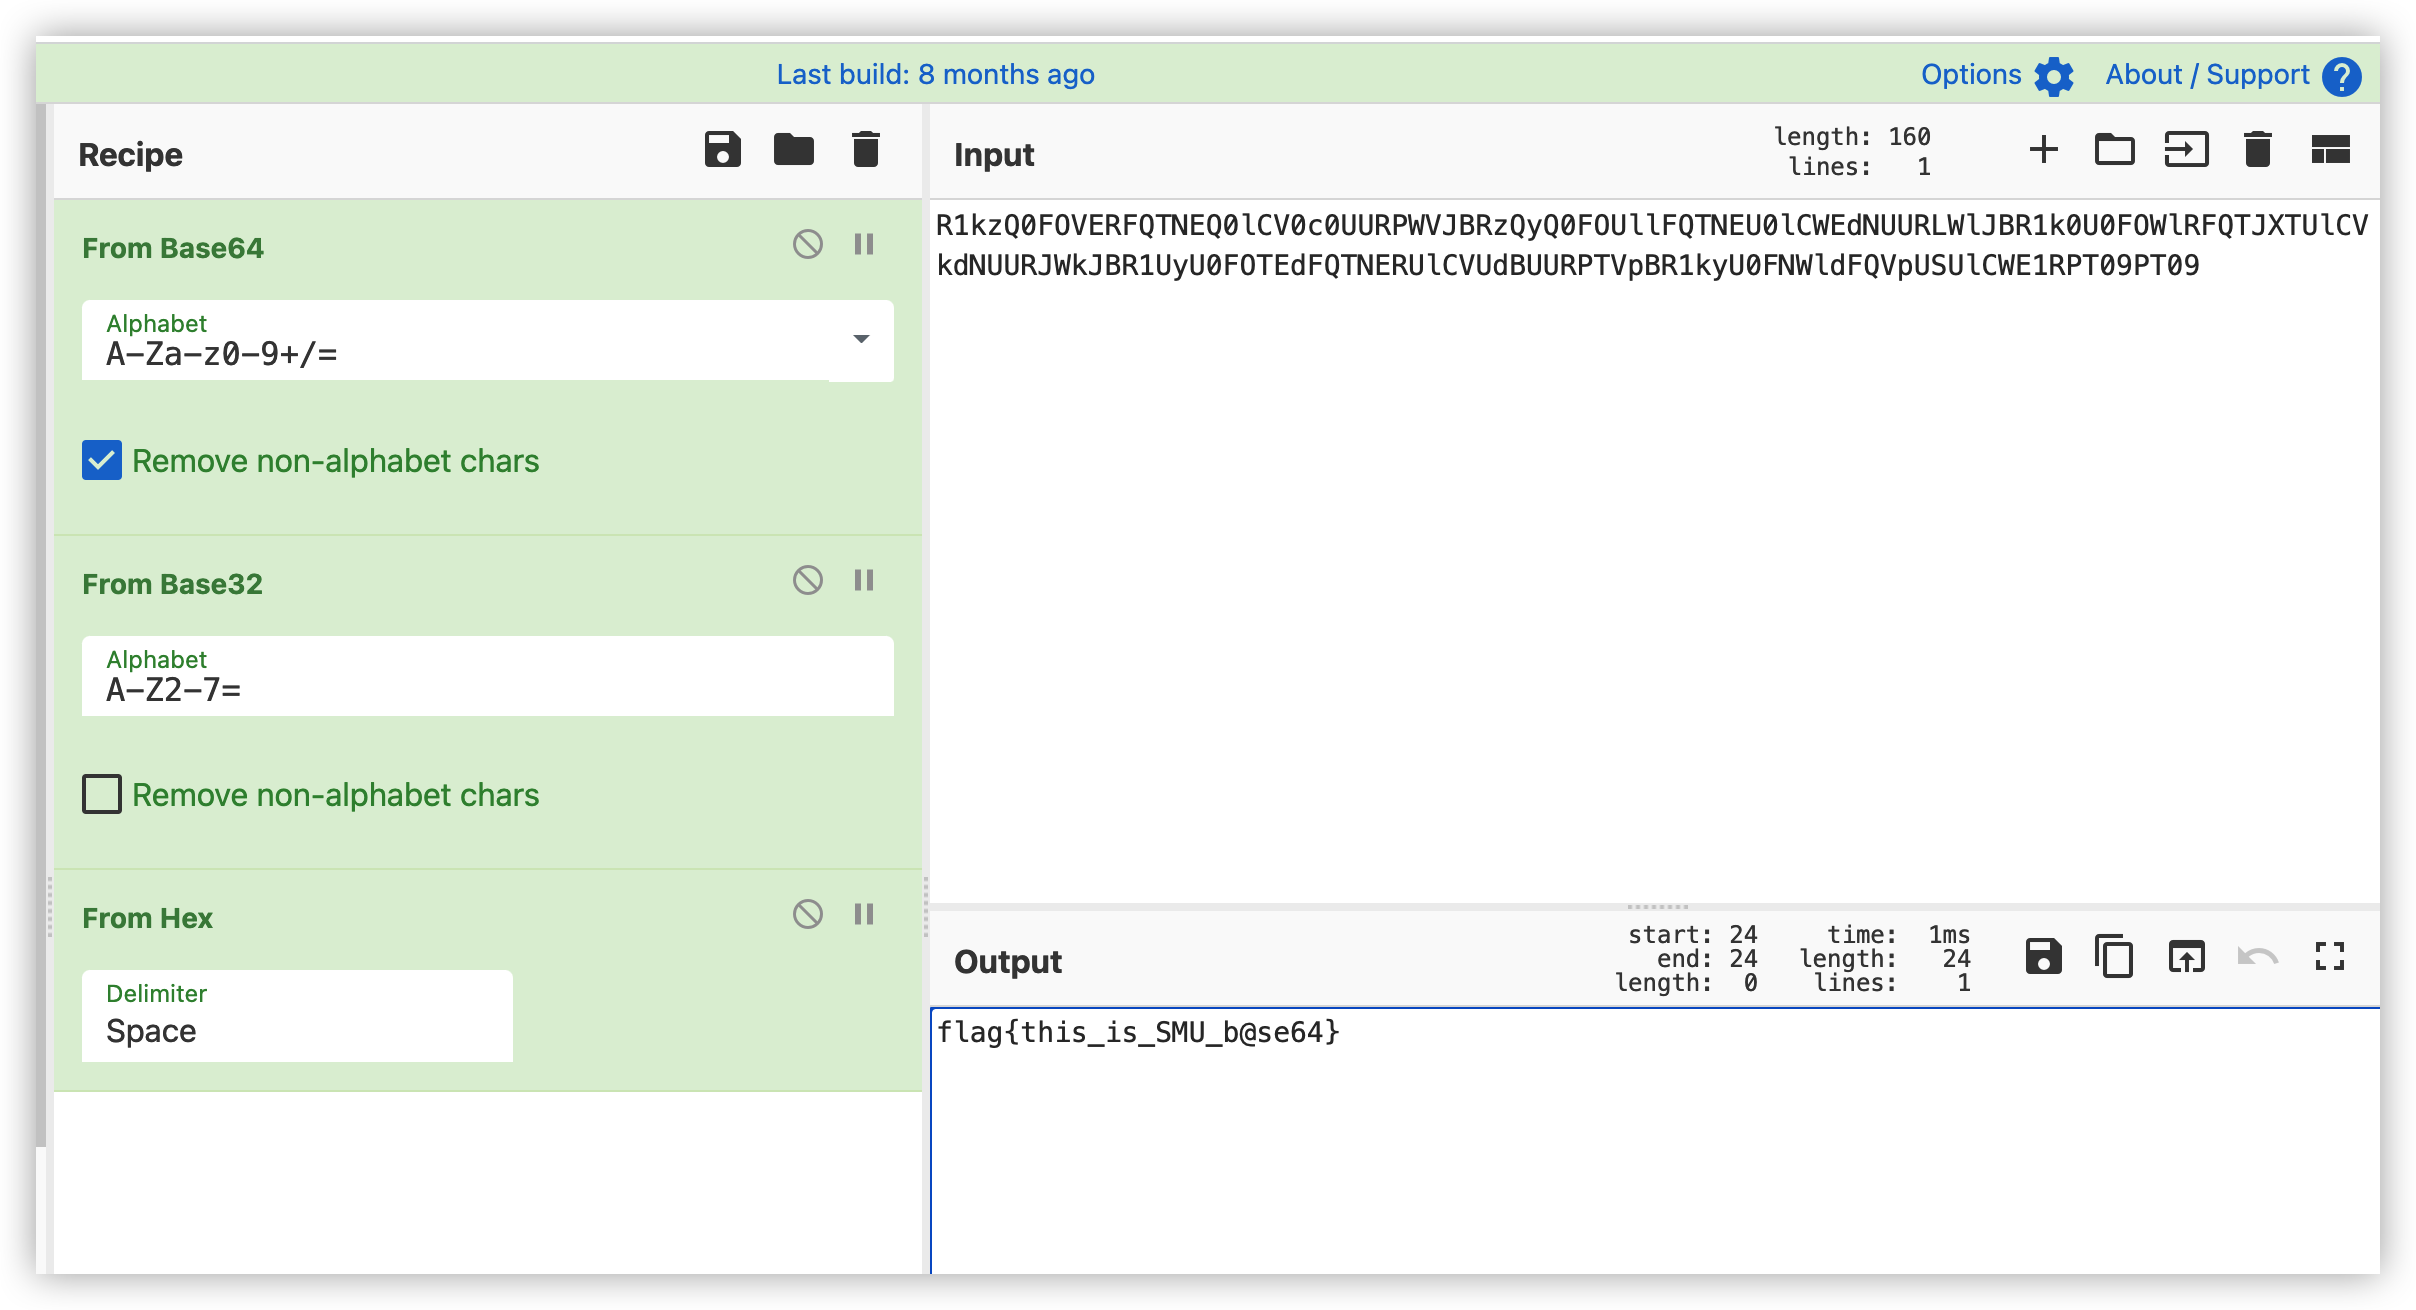 Last build: 8 months ago
Options
About / Support
Recipe
From Base64
Alphabet
A-Za-z0-9+/=
Remove non-alphabet chars
From Base32
Alphabet
A-Z2-7=
Remove non-alphabet chars
From Hex
Delimiter
Space
Input
length: 160
lines: 1
R1kzQ0FOVERFQTNEQ0lCV0c0UURPWVJBRzQyQ0FOUllFQTNEU0lCWEdNUURLWlJBR1k0U0FOWlRFQTJXTUlCV
kdNUURJWkJBR1UyU0FOTEdFQTNERUlCVUdBUURPTVpBR1kyU0FNWldFQVpUSUlCWE1RPT09PT09
Output
start: 24
end: 24
length: 0
time: 1ms
length: 24
lines: 1
flag{this_is_SMU_b@se64}